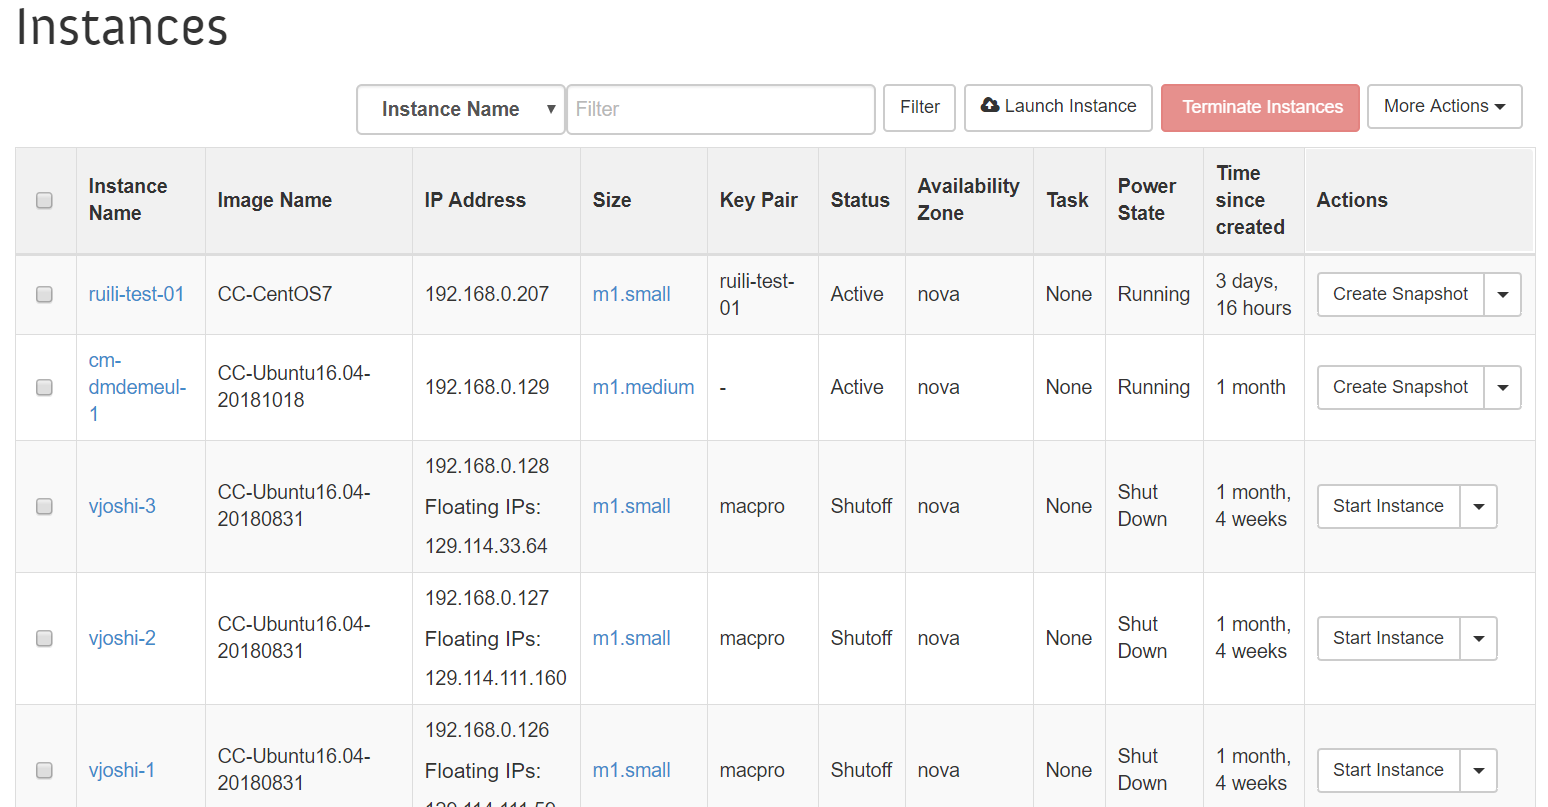 Instances
Instance Name
Filter
Filter
Launch Instance
Terminate Instances
More Actions
Instance Name
Image Name
IP Address
Size
Key Pair
Status
Availability Zone
Task
Power State
Time since created
Actions
ruili-test-01
CC-CentOS7
192.168.0.207
m1.small
ruili-test-
01
Active
nova
None
Running
3 days,
16 hours
Create Snapshot
cm-
dmdemeul-
1
CC-Ubuntu16.04-
20181018
192.168.0.129
m1.medium
-
Active
nova
None
Running
1 month
Create Snapshot
vjoshi-3
CC-Ubuntu16.04-
20180831
192.168.0.128
Floating IPs:
129.114.33.64
m1.small
macpro
Shutoff
nova
None
Shut
Down
1 month,
4 weeks
Start Instance
vjoshi-2
CC-Ubuntu16.04-
20180831
192.168.0.127
Floating IPs:
129.114.111.160
m1.small
macpro
Shutoff
nova
None
Shut
Down
1 month,
4 weeks
Start Instance
vjoshi-1
CC-Ubuntu16.04-
20180831
192.168.0.126
Floating IPs:
m1.small
macpro
Shutoff
nova
None
Shut
Down
1 month,
4 weeks
Start Instance